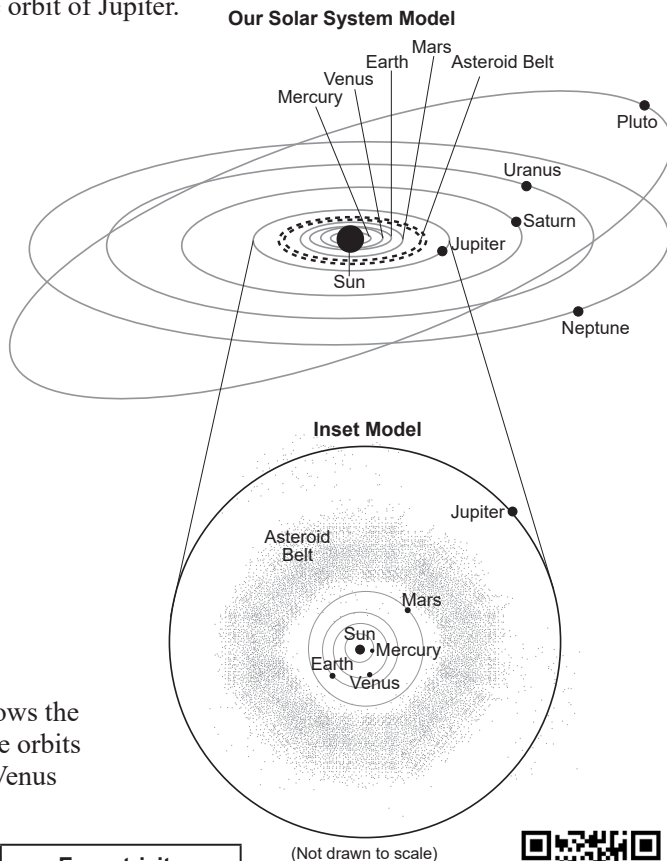 orbit of Jupiter.
Our Solar System Model
Mars
Earth
Asteroid Belt
Venus
Mercury
Pluto
Uranus
Saturn
Jupiter
Sun
Neptune
Inset Model
Jupiter
Asteroid
Belt
Mars
Sun
Mercury
Earth
Venus
ows the
e orbits
Venus
(Not drawn to scale)